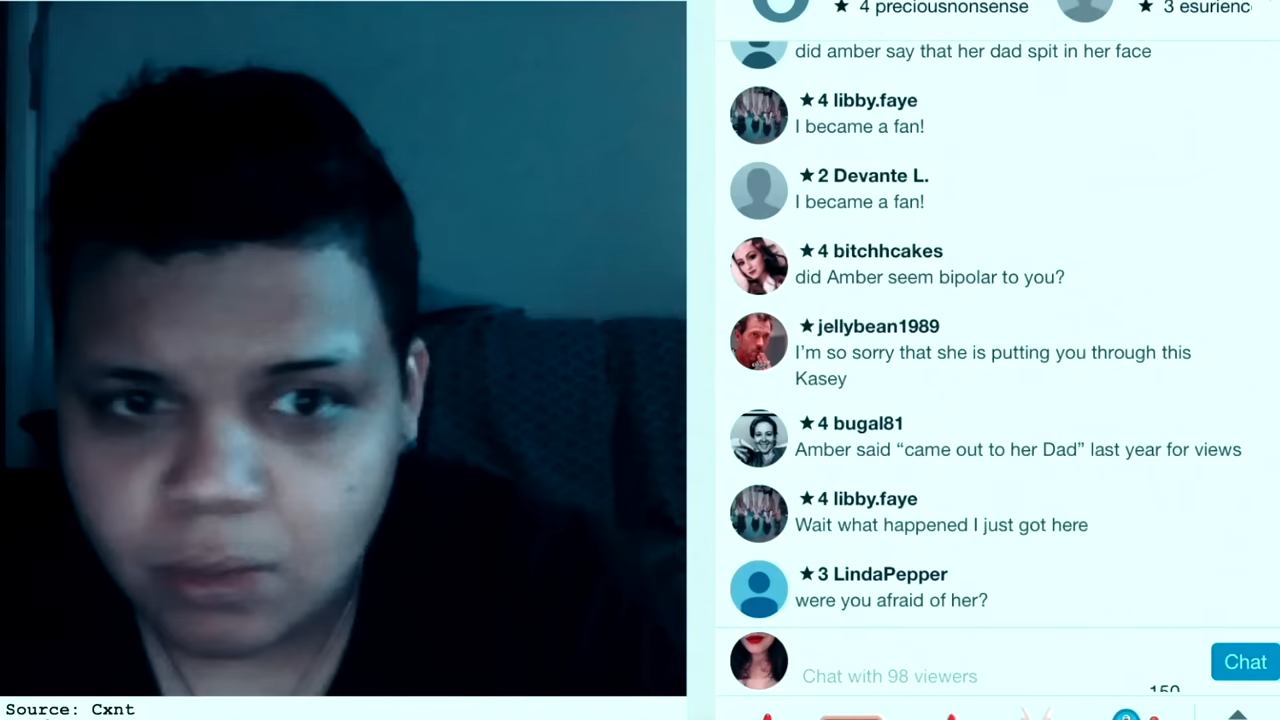 ★ 4 preciousnonsense ★ 3 esurienc
did amber say that her dad spit in her face
★ 4 libby.faye
I became a fan!
★ 2 Devante L.
I became a fan!
★ 4 bitchhcakes
did Amber seem bipolar to you?
★ jellybean1989
I'm so sorry that she is putting you through this
Kasey
★ 4 bugal81
Amber said “came out to her Dad” last year for views
★ 4 libby.faye
Wait what happened I just got here
★ 3 LindaPepper
were you afraid of her?
Chat with 98 viewers
Chat
150
Source: Cxnt